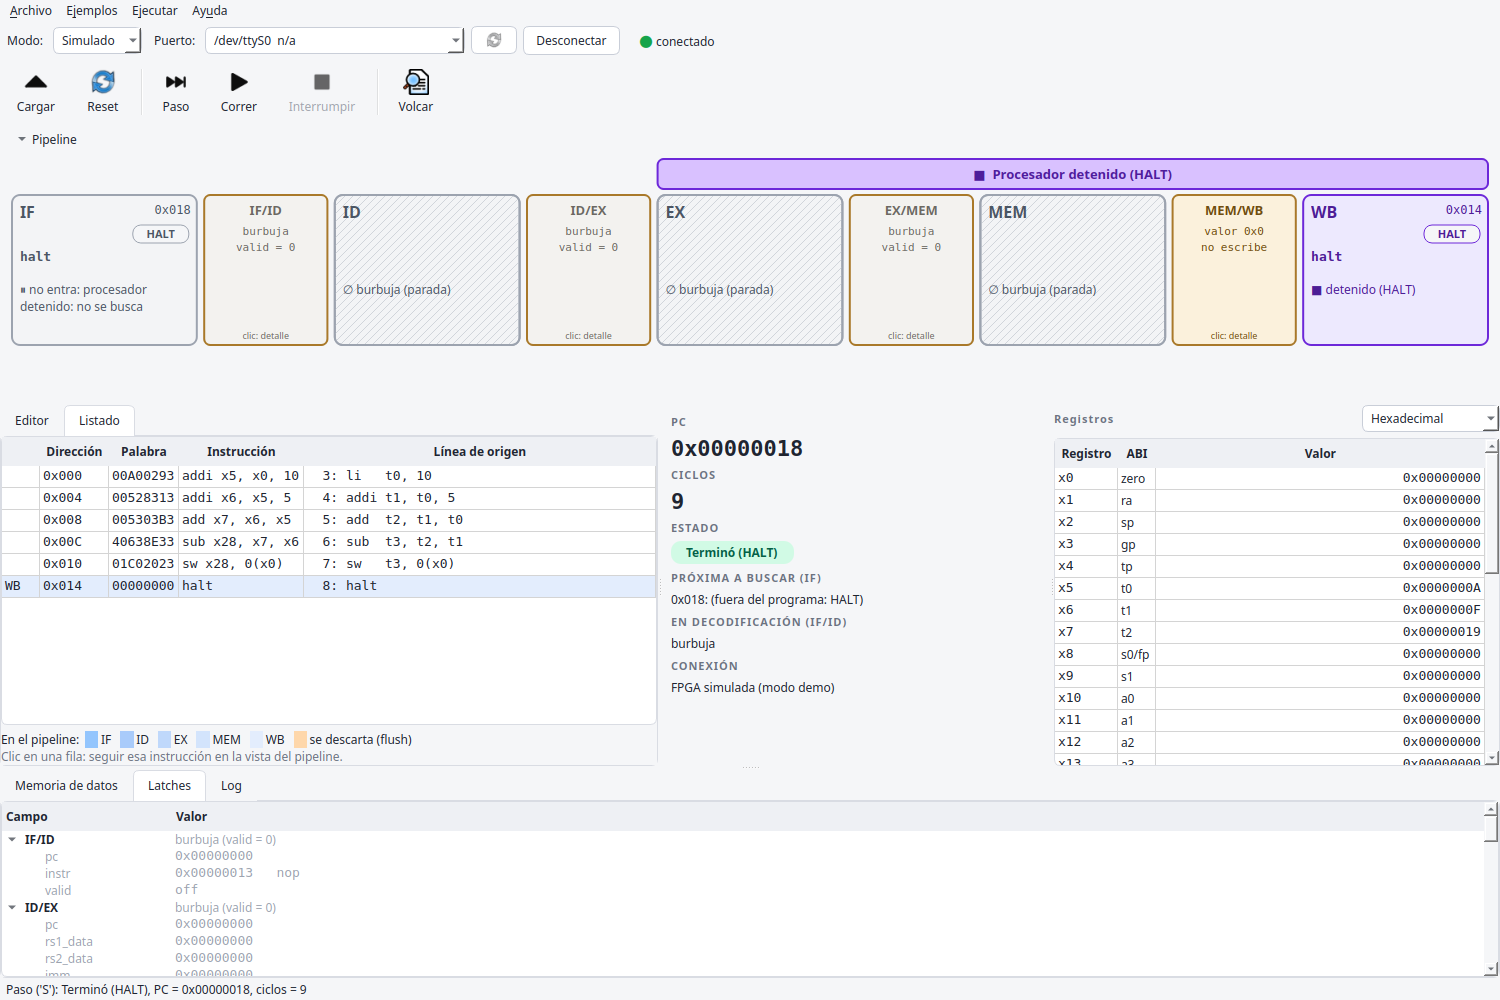 Archivo Ejemplos Ejecutar Ayuda
Modo: Simulado Puerto: /dev/ttyS0 n/a Desconectar conectado
Cargar Reset Paso Correr Interrumpir Volcar
Pipeline
Procesador detenido (HALT)
IF 0x018
HALT
halt
no entra: procesador
detenido: no se busca
IF/ID
burbuja
valid = 0
clic: detalle
ID
∅ burbuja (parada)
ID/EX
burbuja
valid = 0
clic: detalle
EX
∅ burbuja (parada)
EX/MEM
burbuja
valid = 0
clic: detalle
MEM
∅ burbuja (parada)
MEM/WB
valor 0x0
no escribe
clic: detalle
WB 0x014
HALT
halt
detenido (HALT)
Editor Listado
Dirección Palabra Instrucción Línea de origen
0x000 00A00293 addi x5, x0, 10 3: li t0, 10
0x004 00528313 addi x6, x5, 5 4: addi t1, t0, 5
0x008 005303B3 add x7, x6, x5 5: add t2, t1, t0
0x00C 40638E33 sub x28, x7, x6 6: sub t3, t2, t1
0x010 01C02023 sw x28, 0(x0) 7: sw t3, 0(x0)
WB 0x014 00000000 halt 8: halt
En el pipeline: IF ID EX MEM WB se descarta (flush)
Clic en una fila: seguir esa instrucción en la vista del pipeline.
PC
0x00000018
CICLOS
9
ESTADO
Terminó (HALT)
PRÓXIMA A BUSCAR (IF)
0x018: (fuera del programa: HALT)
EN DECODIFICACIÓN (IF/ID)
burbuja
CONEXIÓN
FPGA simulada (modo demo)
Registros Hexadecimal
Registro ABI Valor
x0 zero 0x00000000
x1 ra 0x00000000
x2 sp 0x00000000
x3 gp 0x00000000
x4 tp 0x00000000
x5 t0 0x0000000A
x6 t1 0x0000000F
x7 t2 0x00000019
x8 s0/fp 0x00000000
x9 s1 0x00000000
x10 a0 0x00000000
x11 a1 0x00000000
x12 a2 0x00000000
x13 a3 0x00000000
Memoria de datos Latches Log
Campo Valor
IF/ID burbuja (valid = 0)
pc 0x00000000
instr 0x00000013 nop
valid off
ID/EX burbuja (valid = 0)
pc 0x00000000
rs1_data 0x00000000
rs2_data 0x00000000
imm 0x00000000
Paso ('S'): Terminó (HALT), PC = 0x00000018, ciclos = 9